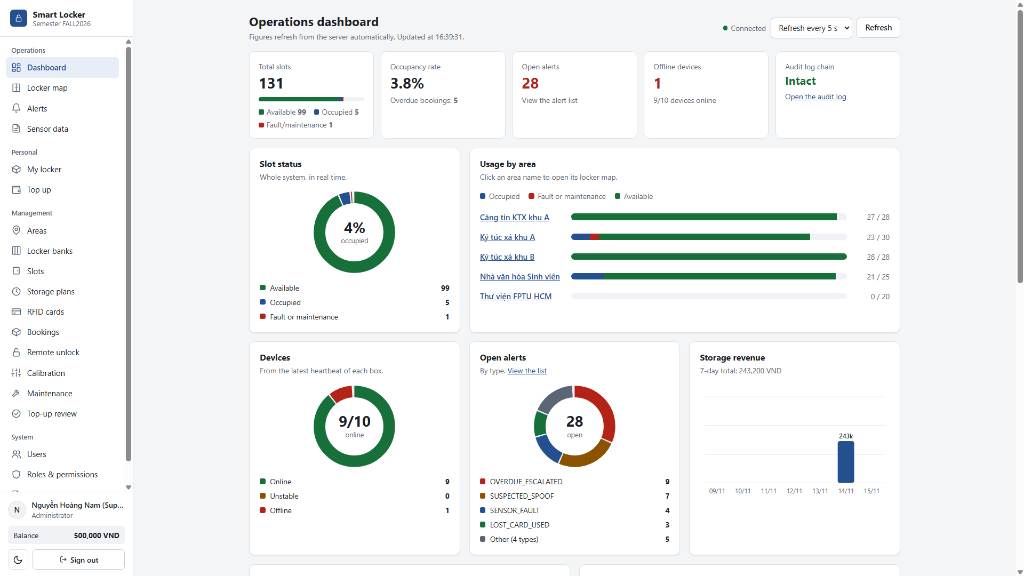 Smart Locker
Semester FALL2026
Operations
Dashboard
Locker map
Alerts
Sensor data
Personal
My locker
Top up
Management
Areas
Locker banks
Slots
Storage plans
RFID cards
Bookings
Remote unlock
Calibration
Maintenance
Top-up review
System
Users
Roles & permissions
N
Nguyễn Hoàng Nam (Sup...
Administrator
Balance 500,000 VND
Sign out
Operations dashboard
Figures refresh from the server automatically. Updated at 16:39:31.
Connected
Refresh every 5 s
Refresh
Total slots
131
Available 99 Occupied 5
Fault/maintenance 1
Occupancy rate
3.8%
Overdue bookings: 5
Open alerts
28
View the alert list
Offline devices
1
9/10 devices online
Audit log chain
Intact
Open the audit log
Slot status
Whole system, in real time.
4%
occupied
Available 99
Occupied 5
Fault or maintenance 1
Usage by area
Click an area name to open its locker map.
Occupied Fault or maintenance Available
Căng tin KTX khu A 27 / 28
Ký túc xá khu A 23 / 30
Ký túc xá khu B 28 / 28
Nhà văn hóa Sinh viên 21 / 25
Thư viện FPTU HCM 0 / 20
Devices
From the latest heartbeat of each box.
9/10
online
Online 9
Unstable 0
Offline 1
Open alerts
By type. View the list
28
open
OVERDUE_ESCALATED 9
SUSPECTED_SPOOF 7
SENSOR_FAULT 4
LOST_CARD_USED 3
Other (4 types) 5
Storage revenue
7-day total: 243,200 VND
243k
09/11 10/11 11/11 12/11 13/11 14/11 15/11